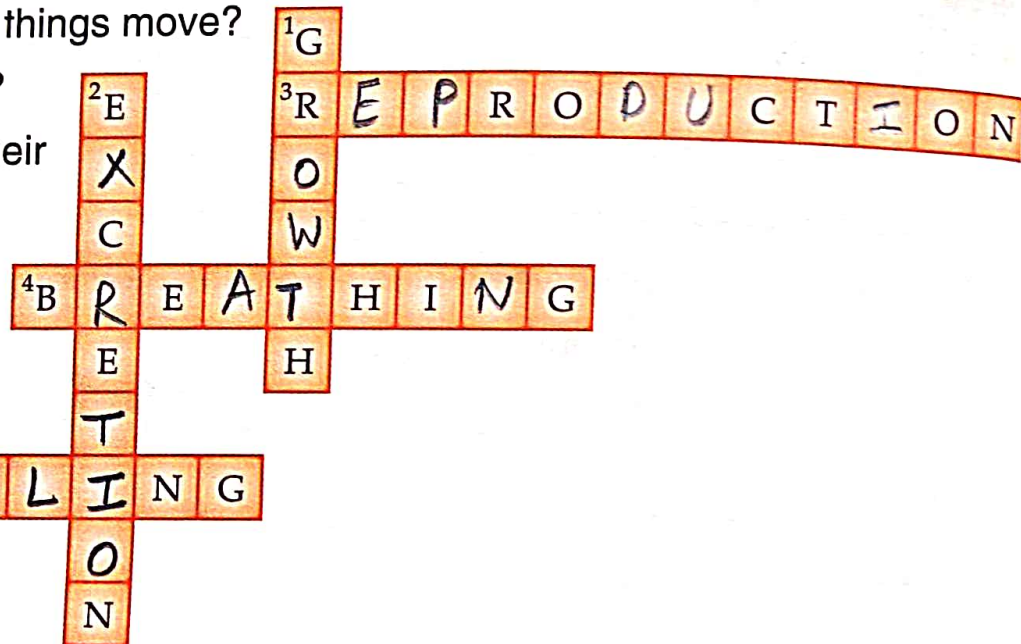 things move?
?
eir
1G
2E
3REPRODUCTION
X
O
C
W
4BREATHING
E
H
T
LING
O
N